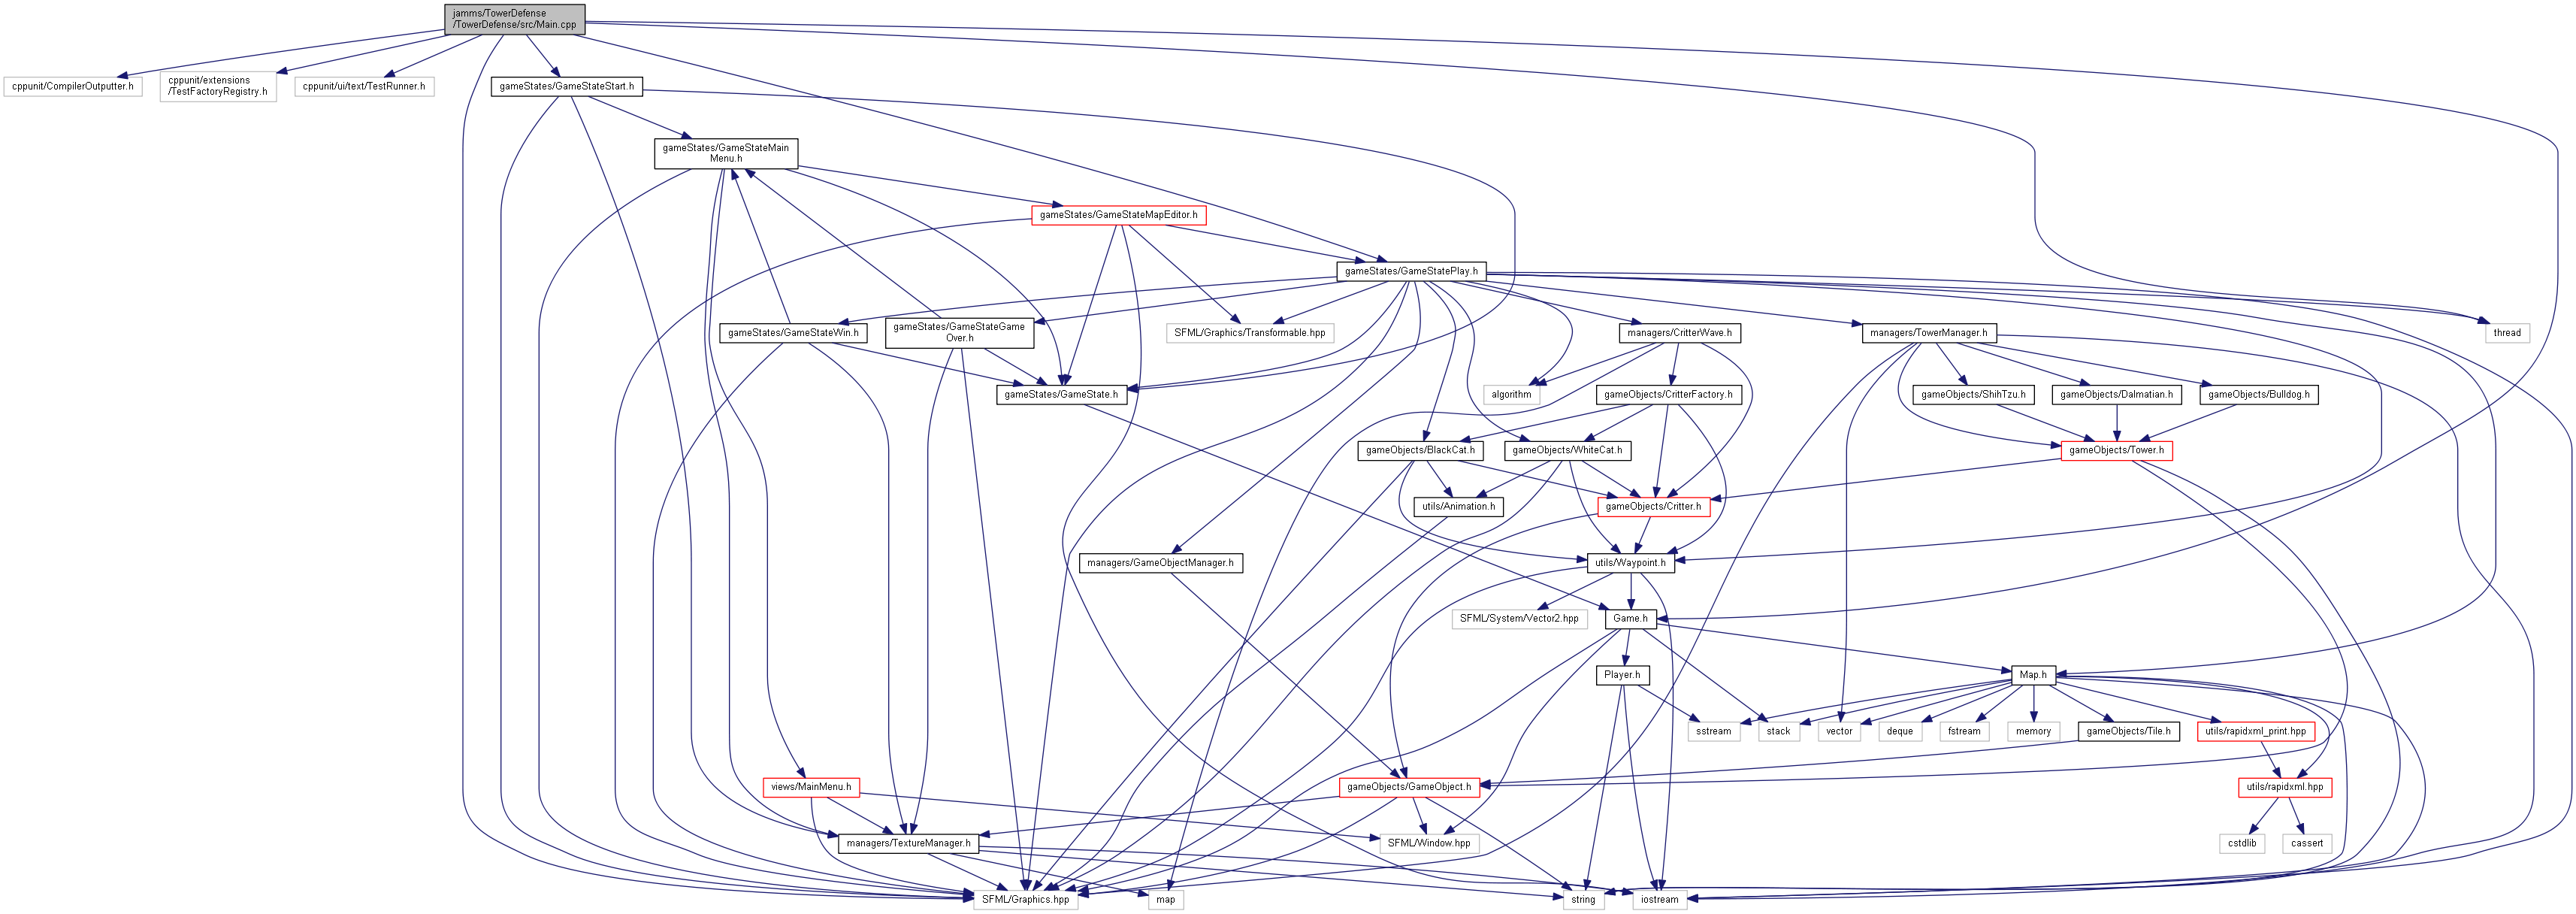 jamms/TowerDefense
/TowerDefense/src/Main.cpp
cppunit/CompilerOutputter.h
cppunit/extensions
/TestFactoryRegistry.h
cppunit/ui/text/TestRunner.h
gameStates/GameStateStart.h
gameStates/GameStateMain
Menu.h
gameStates/GameStateMapEditor.h
gameStates/GameStatePlay.h
gameStates/GameStateWin.h
gameStates/GameStateGame
Over.h
SFML/Graphics/Transformable.hpp
managers/CritterWave.h
managers/TowerManager.h
thread
gameStates/GameState.h
algorithm
gameObjects/CritterFactory.h
gameObjects/ShihTzu.h
gameObjects/Dalmatian.h
gameObjects/Bulldog.h
gameObjects/BlackCat.h
gameObjects/WhiteCat.h
gameObjects/Tower.h
utils/Animation.h
gameObjects/Critter.h
managers/GameObjectManager.h
utils/Waypoint.h
SFML/System/Vector2.hpp
Game.h
Player.h
Map.h
sstream
stack
vector
deque
fstream
memory
gameObjects/Tile.h
utils/rapidxml_print.hpp
views/MainMenu.h
gameObjects/GameObject.h
utils/rapidxml.hpp
managers/TextureManager.h
SFML/Window.hpp
cstdlib
cassert
SFML/Graphics.hpp
map
string
iostream